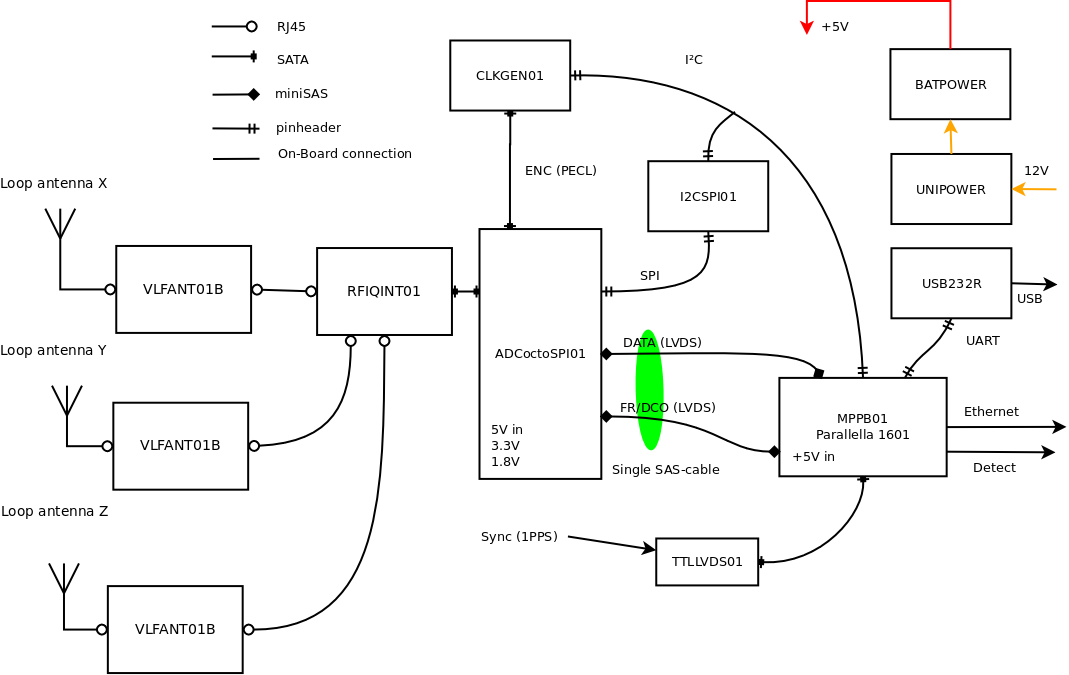 RJ45
SATA
miniSAS
pinheader
On-Board connection
+5V
I²C
CLKGEN01
BATPOWER
ENC (PECL)
12V
UNIPOWER
I2CSPI01
Loop antenna X
VLFANT01B
RFIQINT01
SPI
USB232R
USB
UART
DATA (LVDS)
ADCoctoSPI01
Loop antenna Y
VLFANT01B
FR/DCO (LVDS)
5V in
3.3V
1.8V
Single SAS-cable
MPPB01
Parallella 1601
+5V in
Ethernet
Detect
Loop antenna Z
VLFANT01B
Sync (1PPS)
TTLLVDS01